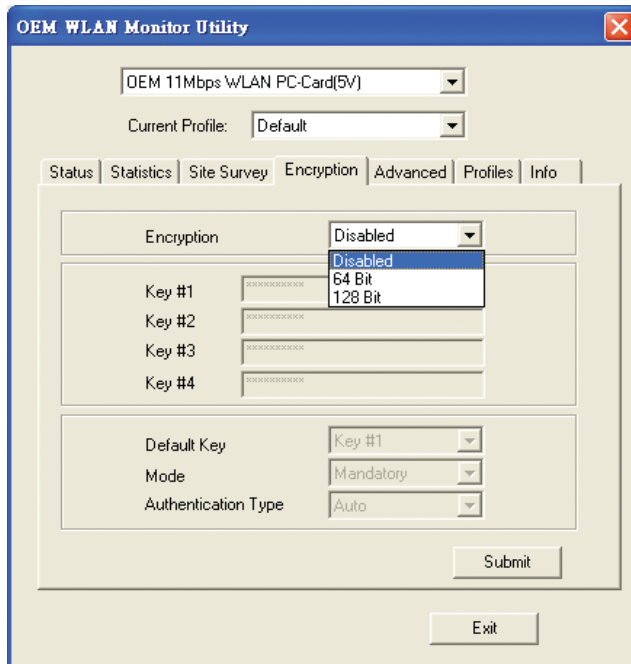 OEM WLAN Monitor Utility
OEM 11Mbps WLAN PC-Card(5V)
Current Profile: Default
Status Statistics Site Survey Encryption Advanced Profiles Info
Encryption Disabled
Disabled
64 Bit
128 Bit
Key #1 **********
Key #2
Key #3 **********
Key #4 **********
Default Key Key #1
Mode Mandatory
Authentication Type Auto
Submit
Exit